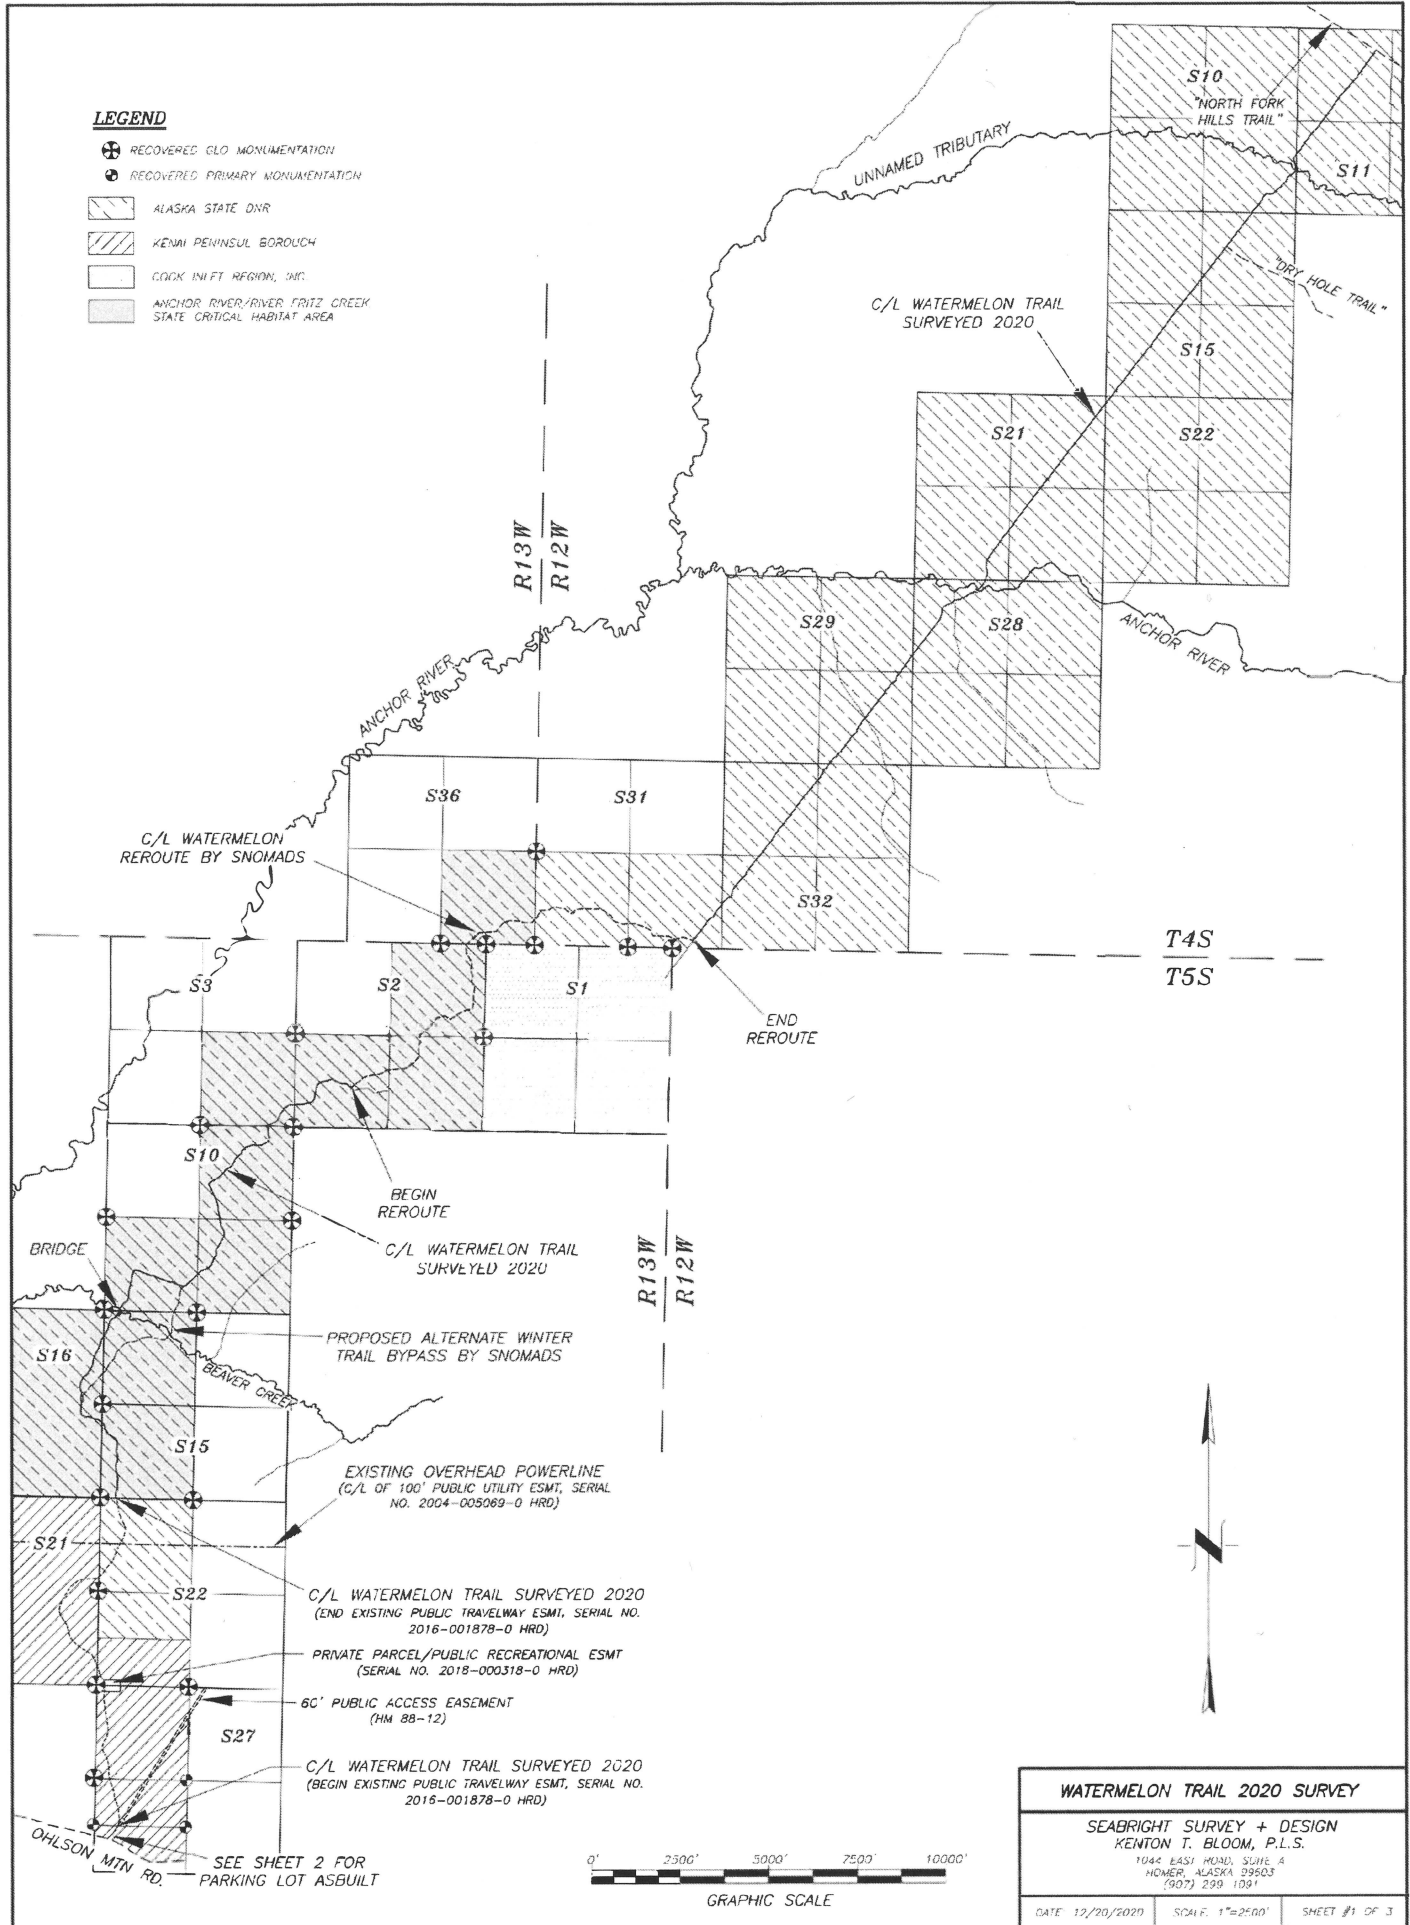 LEGEND
RECOVERED GLO MONUMENTATION
RECOVERED PRIMARY MONUMENTATION
ALASKA STATE DNR
KENAI PENINSUL BOROUGH
COOK INLET REGION, INC.
ANCHOR RIVER/RIVER FRITZ CREEK
STATE CRITICAL HABITAT AREA
S10
"NORTH FORK
HILLS TRAIL"
S11
UNNAMED TRIBUTARY
"DRY HOLE TRAIL"
C/L WATERMELON TRAIL
SURVEYED 2020
S15
S21
S22
R13W
R12W
S29
S28
ANCHOR RIVER
ANCHOR RIVER
S36
S31
C/L WATERMELON
REROUTE BY SNOMADS
S32
T4S
T5S
S3
S2
S1
END
REROUTE
S10
BEGIN
REROUTE
BRIDGE
C/L WATERMELON TRAIL
SURVEYED 2020
R13W
R12W
PROPOSED ALTERNATE WINTER
TRAIL BYPASS BY SNOMADS
S16
BEAVER CREEK
S15
EXISTING OVERHEAD POWERLINE
(C/L OF 100' PUBLIC UTILITY ESMT, SERIAL
NO. 2004-005069-0 HRD)
S21
S22
C/L WATERMELON TRAIL SURVEYED 2020
(END EXISTING PUBLIC TRAVELWAY ESMT, SERIAL NO.
2016-001878-0 HRD)
PRIVATE PARCEL/PUBLIC RECREATIONAL ESMT
(SERIAL NO. 2018-000318-0 HRD)
60' PUBLIC ACCESS EASEMENT
(HM 88-12)
S27
C/L WATERMELON TRAIL SURVEYED 2020
(BEGIN EXISTING PUBLIC TRAVELWAY ESMT, SERIAL NO.
2016-001878-0 HRD)
OHLSON MTN RD.
SEE SHEET 2 FOR
PARKING LOT ASBUILT
0' 2500' 5000' 7500' 10000'
GRAPHIC SCALE
N
WATERMELON TRAIL 2020 SURVEY
SEABRIGHT SURVEY + DESIGN
KENTON T. BLOOM, P.L.S.
1044 EAST ROAD, SUITE A
HOMER, ALASKA 99603
(907) 299 1091
DATE 12/20/2020 SCALE: 1"=2500' SHEET #1 OF 3